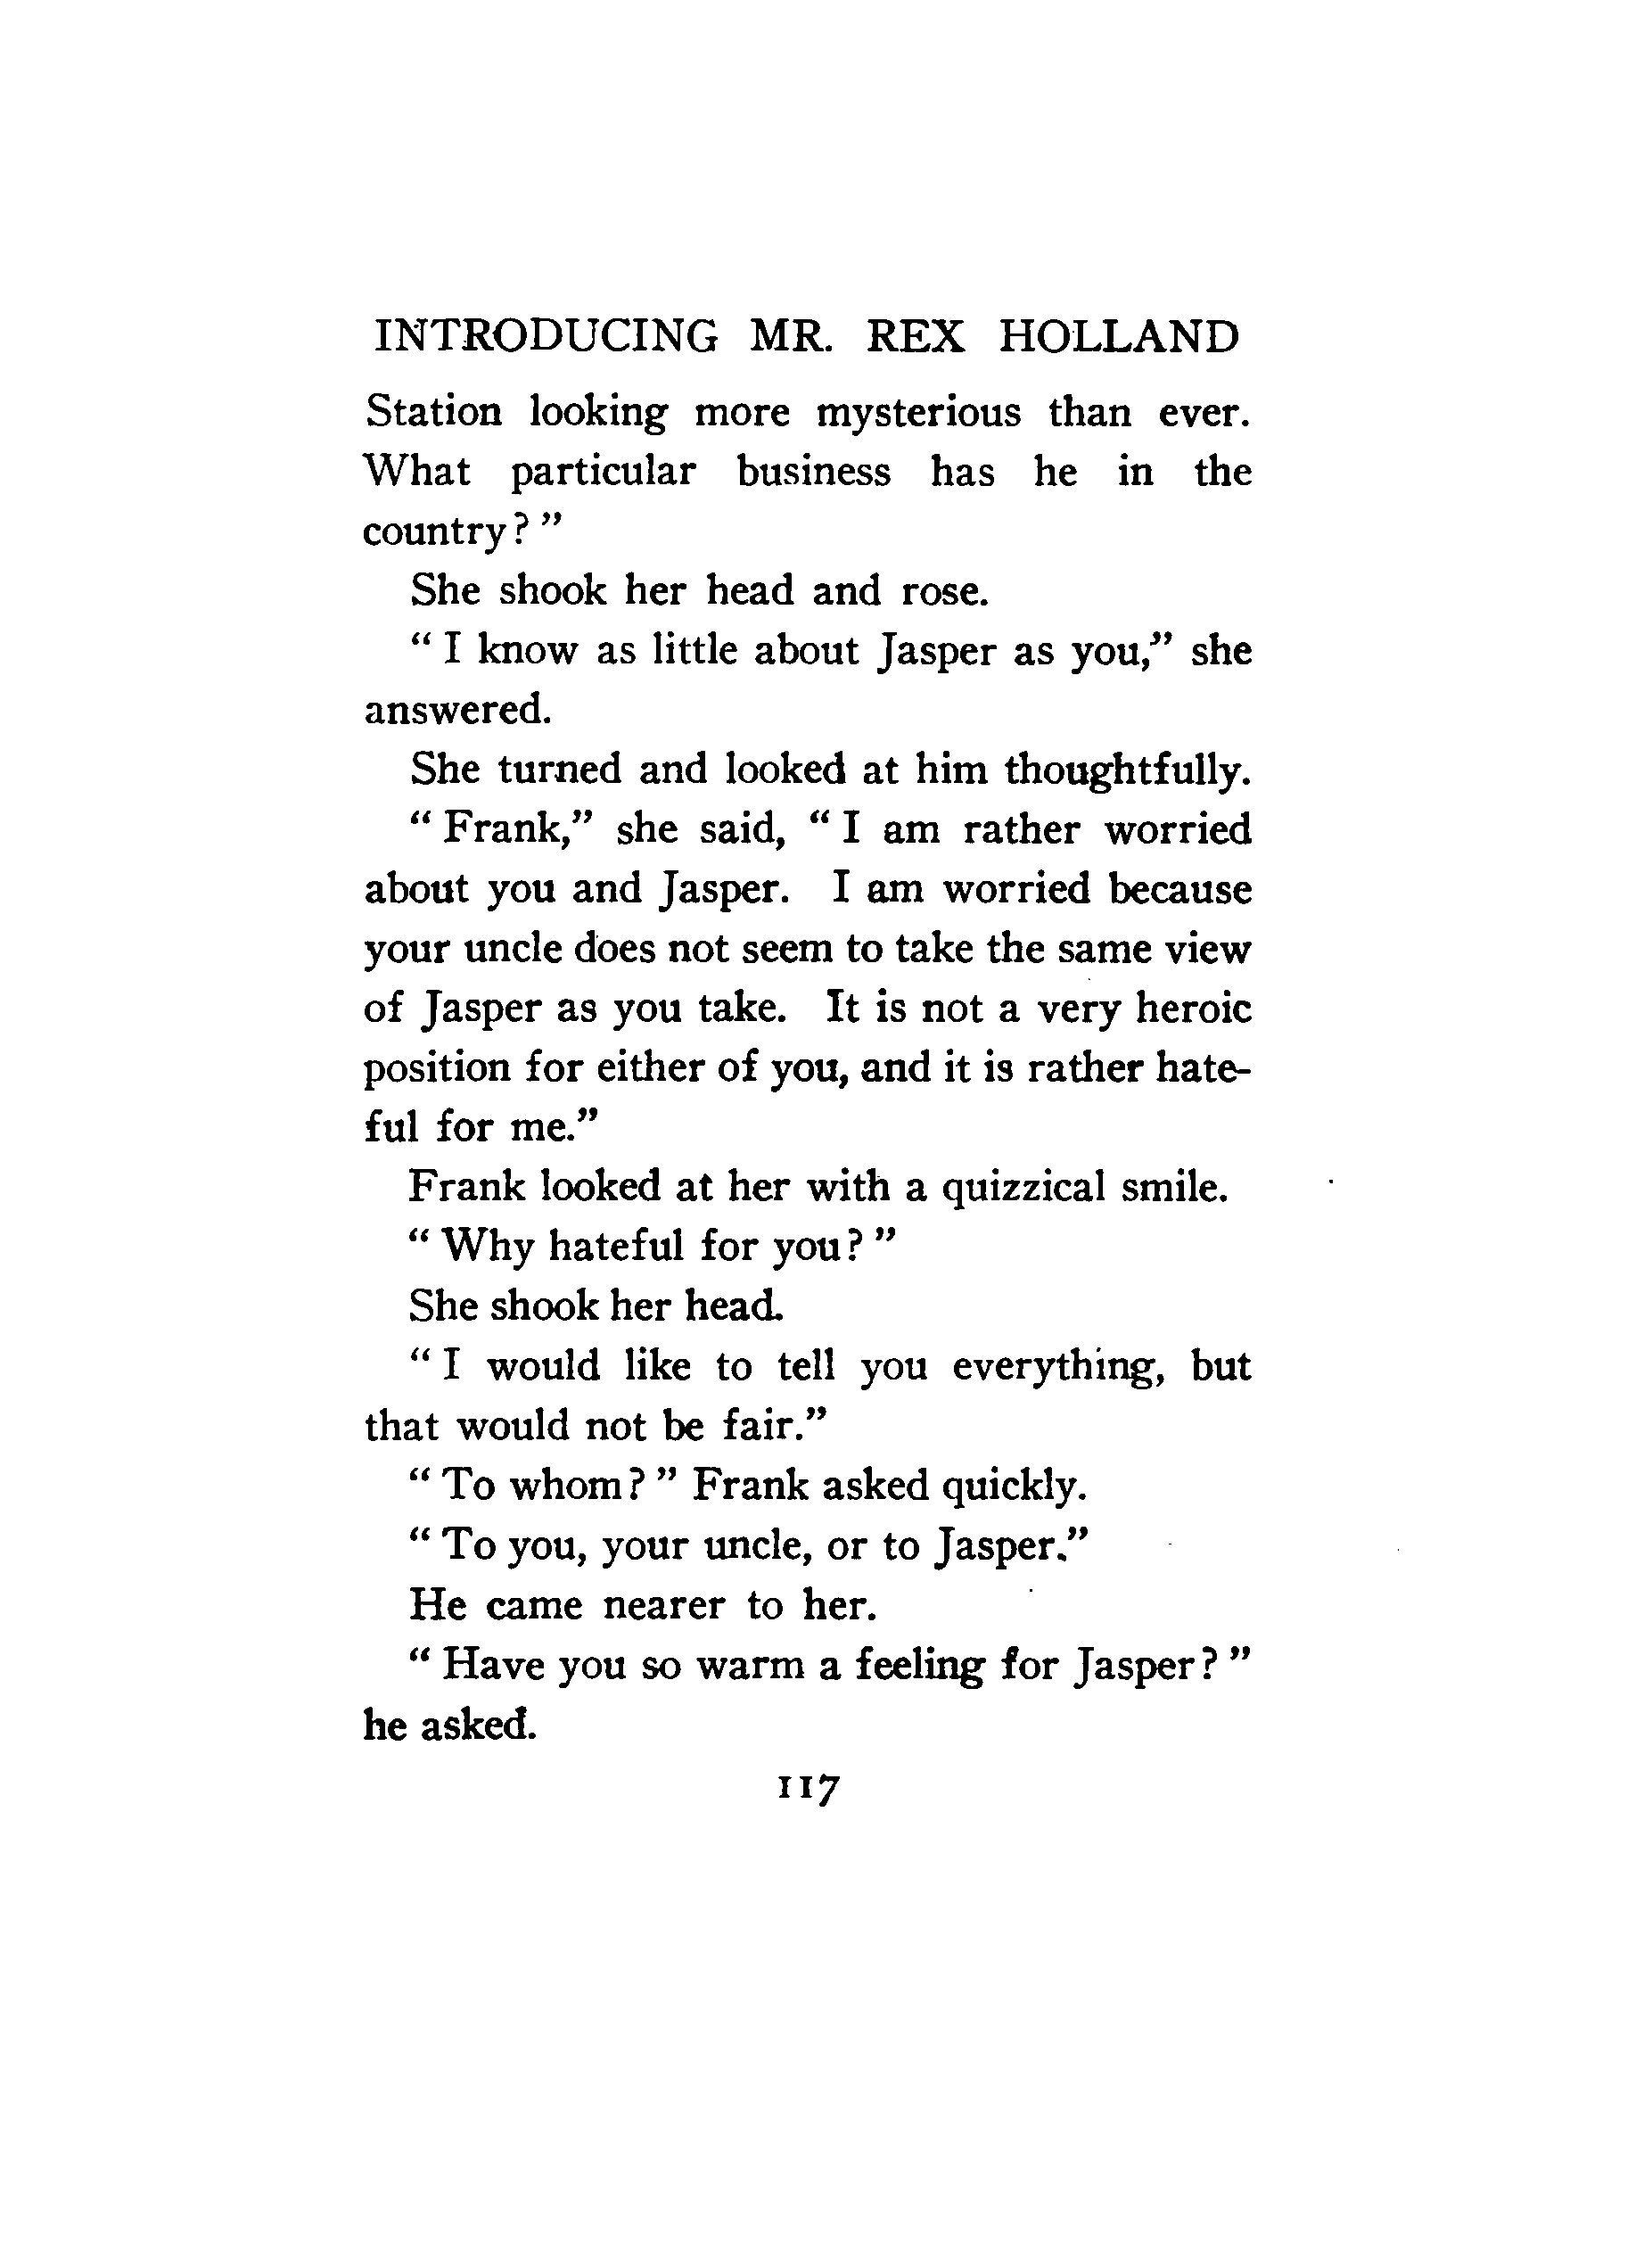 INTRODUCING MR. REX HOLLAND
Station looking more mysterious than ever.
What particular business has he in the
country? "
She shook her head and rose.
" I know as little about Jasper as you," she
answered.
She turned and looked at him thoughtfully.
" Frank," she said, " I am rather worried
about you and Jasper. I am worried because
your uncle does not seem to take the same view
of Jasper as you take. It is not a very heroic
position for either of you, and it is rather hate-
ful for me."
Frank looked at her with a quizzical smile.
" Why hateful for you? "
She shook her head.
" I would like to tell you everything, but
that would not be fair."
" To whom? " Frank asked quickly.
" To you, your uncle, or to Jasper."
He came nearer to her.
" Have you so warm a feeling for Jasper? "
he asked.
117